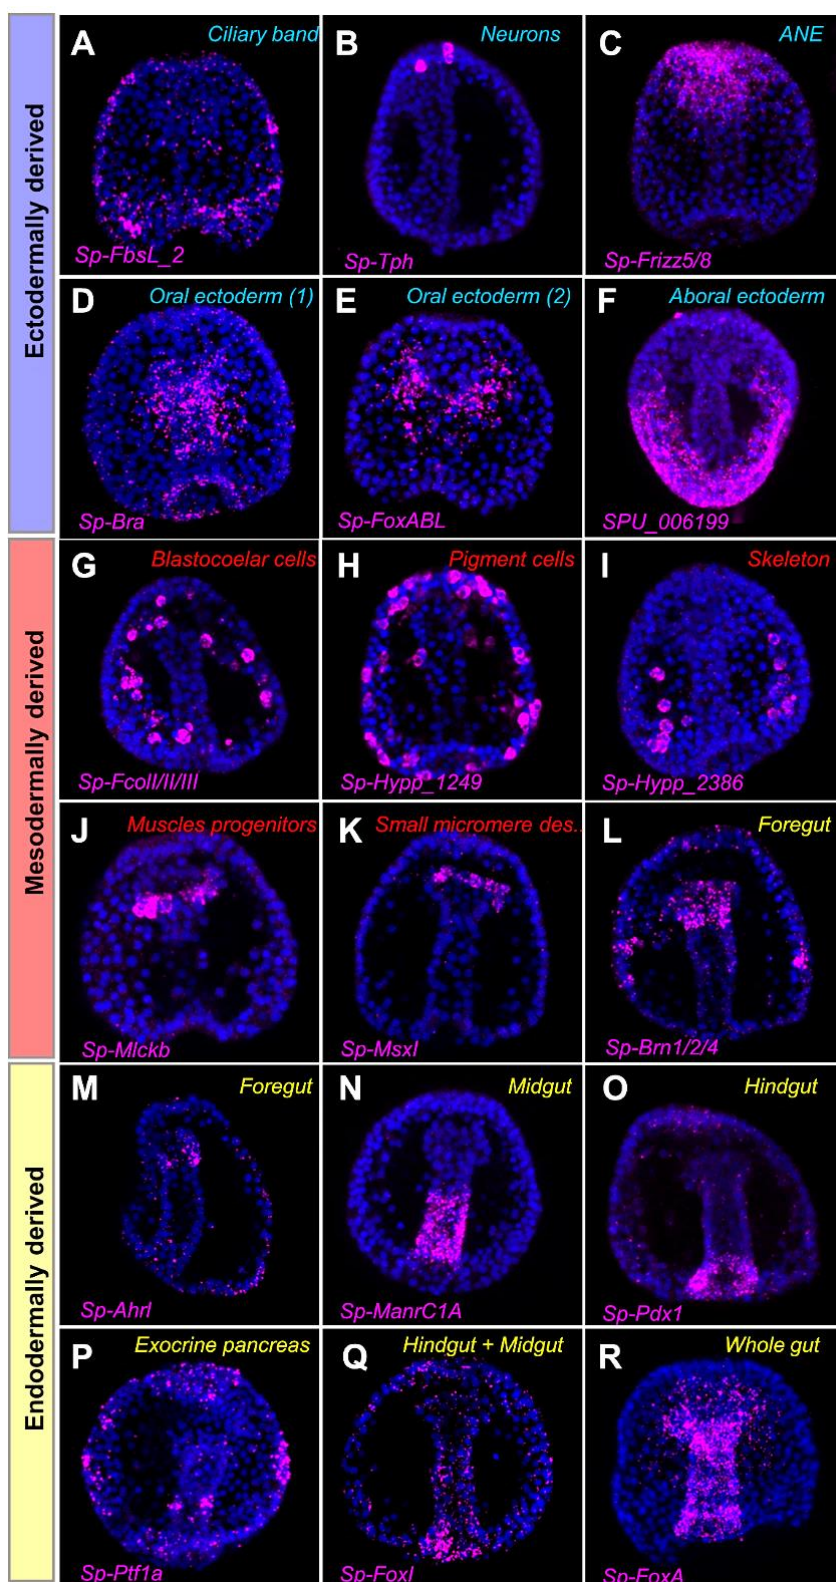 Ectodermally derived
A
Ciliary band
Sp-FbsL_2
B
Neurons
Sp-Tph
C
ANE
Sp-Frizz5/8
D
Oral ectoderm (1)
Sp-Bra
E
Oral ectoderm (2)
Sp-FoxABL
F
Aboral ectoderm
SPU_006199
Mesodermally derived
G
Blastocoelar cells
Sp-FcolI/II/III
H
Pigment cells
Sp-Hypp_1249
I
Skeleton
Sp-Hypp_2386
J
Muscles progenitors
Sp-Mlckb
K
Small micromere des..
Sp-Msxl
L
Foregut
Sp-Brn1/2/4
Endodermally derived
M
Foregut
Sp-Ahrl
N
Midgut
Sp-ManrC1A
O
Hindgut
Sp-Pdx1
P
Exocrine pancreas
Sp-Ptf1a
Q
Hindgut + Midgut
Sp-FoxI
R
Whole gut
Sp-FoxA